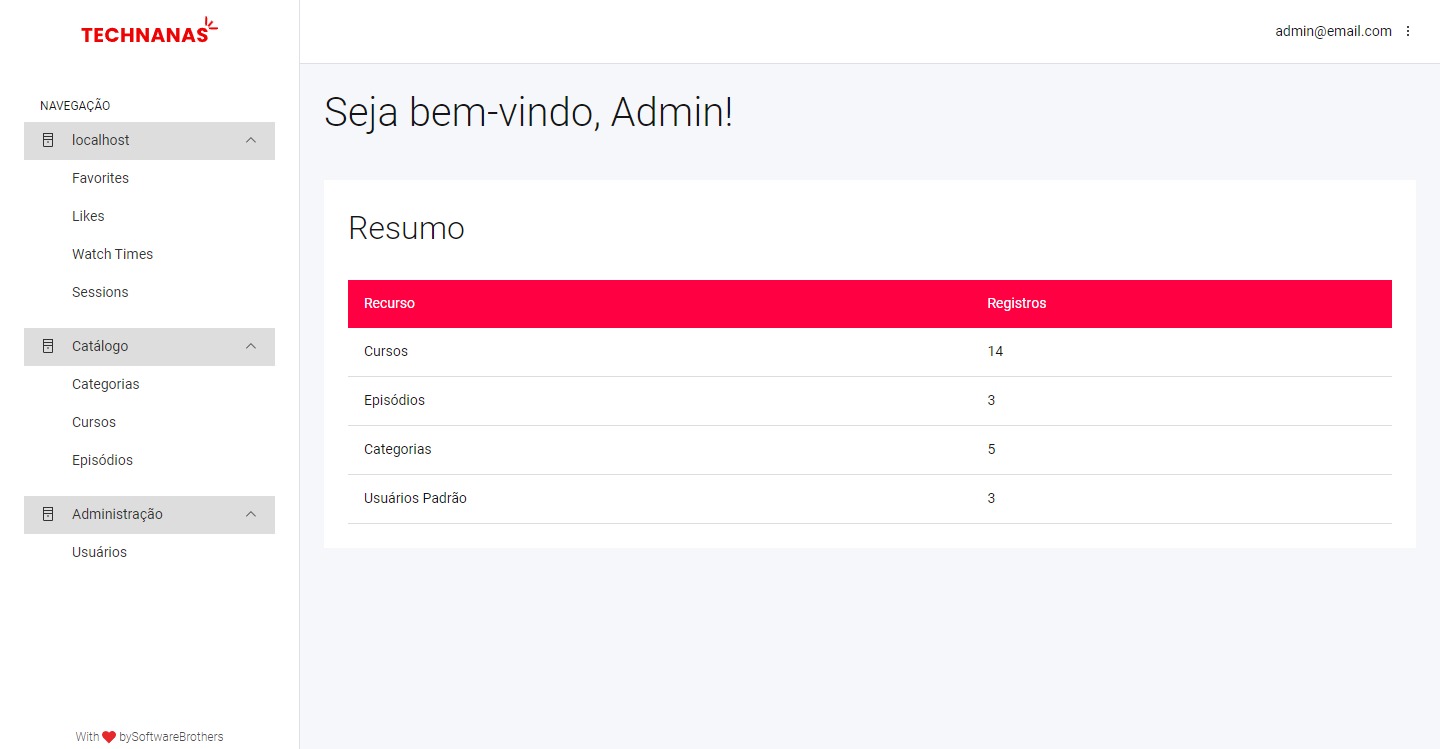 TECHNANAS
admin@email.com
NAVEGAÇÃO
localhost
Favorites
Likes
Watch Times
Sessions
Catálogo
Categorias
Cursos
Episódios
Administração
Usuários
With ❤ bySoftwareBrothers
Seja bem-vindo, Admin!
Resumo
Recurso Registros
Cursos 14
Episódios 3
Categorias 5
Usuários Padrão 3